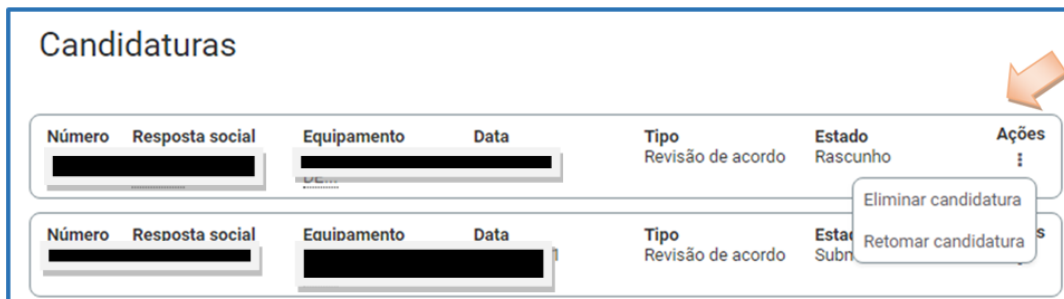 Candidaturas
Número Resposta social Equipamento Data Tipo Estado Ações
Revisão de acordo Rascunho
DE...
Eliminar candidatura
Número Resposta social Equipamento Data Tipo
Retomar candidatura
Revisão de acordo